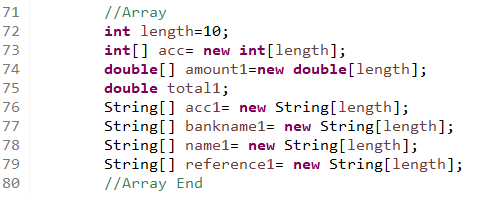 71 //Array
72 int length=10;
73 int[] acc= new int[length];
74 double[] amount1=new double[length];
75 double total1;
76 String[] acc1= new String[length];
77 String[] bankname1= new String[length];
78 String[] name1= new String[length];
79 String[] reference1= new String[length];
80 //Array End